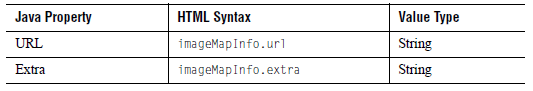 Java Property HTML Syntax Value Type
URL imageMapInfo.url String
Extra imageMapInfo.extra String